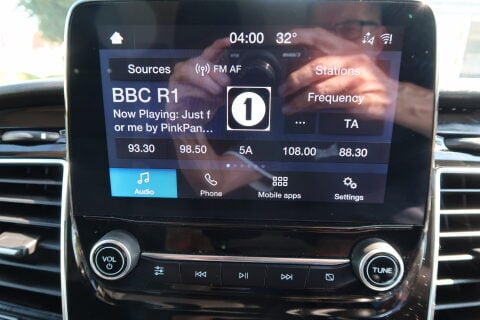 04:00 32°
Sources FM AF Stations
BBC R1
Now Playing: Just f
or me by PinkPan...
1
Frequency
... TA
93.30 98.50 5A 108.00 88.30
Audio Phone Mobile apps Settings
VOL TUNE